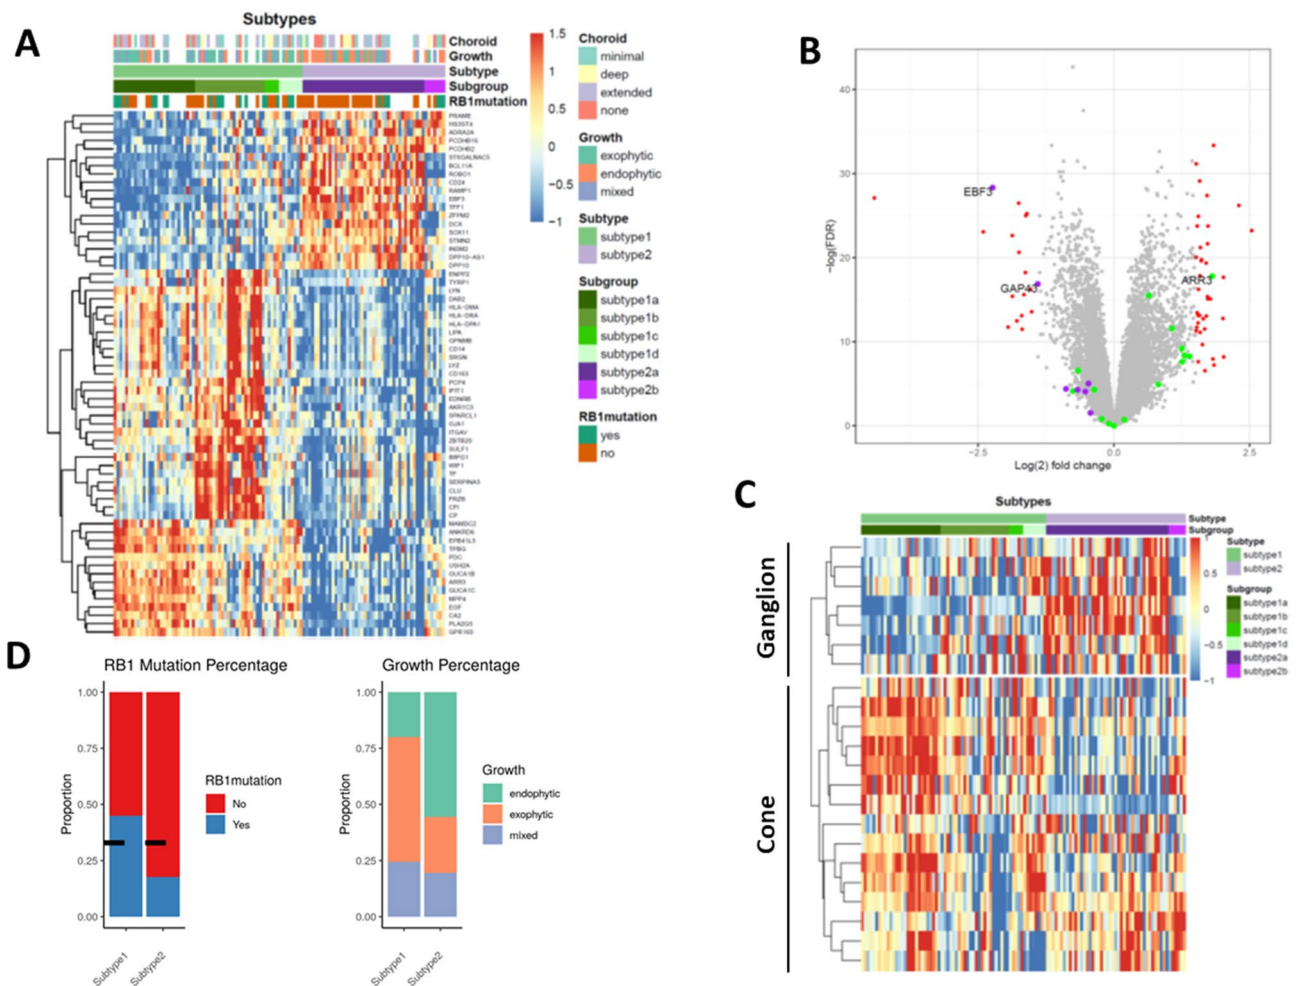 A
Subtypes
Choroid
Growth
Subtype
Subgroup
RB1mutation
PRAME
HS3ST4
ADRA2A
PCDHB16
PCDHB2
ST6GALNAC5
BCL11A
ROBO1
CD24
RAMP1
EBF3
TFF1
ZFPM2
DCX
SOX11
STMN2
INSM2
DPP10-AS1
DPP10
ENPP2
TYRP1
LYN
DAB2
HLA-DMA
HLA-DRA
HLA-DPA1
LIPA
GPNMB
CD14
SRGN
LYZ
CD163
PCP4
IFIT1
EDNRB
AKR1C3
SPARCL1
GJA1
ITGAV
ZBTB20
SULF1
IMPG1
WIF1
TF
SERPINA3
CLU
FRZB
CFI
CP
MAMDC2
ANKRD6
EPB41L3
TPBG
PDC
USH2A
GUCA1B
ARR3
GUCA1C
MPP4
EGF
CA2
PLA2G5
GPR160
1.5
1
0.5
0
−0.5
−1
Choroid
minimal
deep
extended
none
Growth
exophytic
endophytic
mixed
Subtype
subtype1
subtype2
Subgroup
subtype1a
subtype1b
subtype1c
subtype1d
subtype2a
subtype2b
RB1mutation
yes
no
B
−log(FDR)
40
30
20
10
0
EBF3
GAP43
ARR3
−2.5
0.0
2.5
Log(2) fold change
C
Subtypes
Subtype
Subgroup
Ganglion
Cone
1
0.5
0
−0.5
−1
Subtype
subtype1
subtype2
Subgroup
subtype1a
subtype1b
subtype1c
subtype1d
subtype2a
subtype2b
D
RB1 Mutation Percentage
Proportion
1.00
0.75
0.50
0.25
0.00
Subtype1
Subtype2
RB1mutation
No
Yes
Growth Percentage
Proportion
1.00
0.75
0.50
0.25
0.00
Subtype1
Subtype2
Growth
endophytic
exophytic
mixed